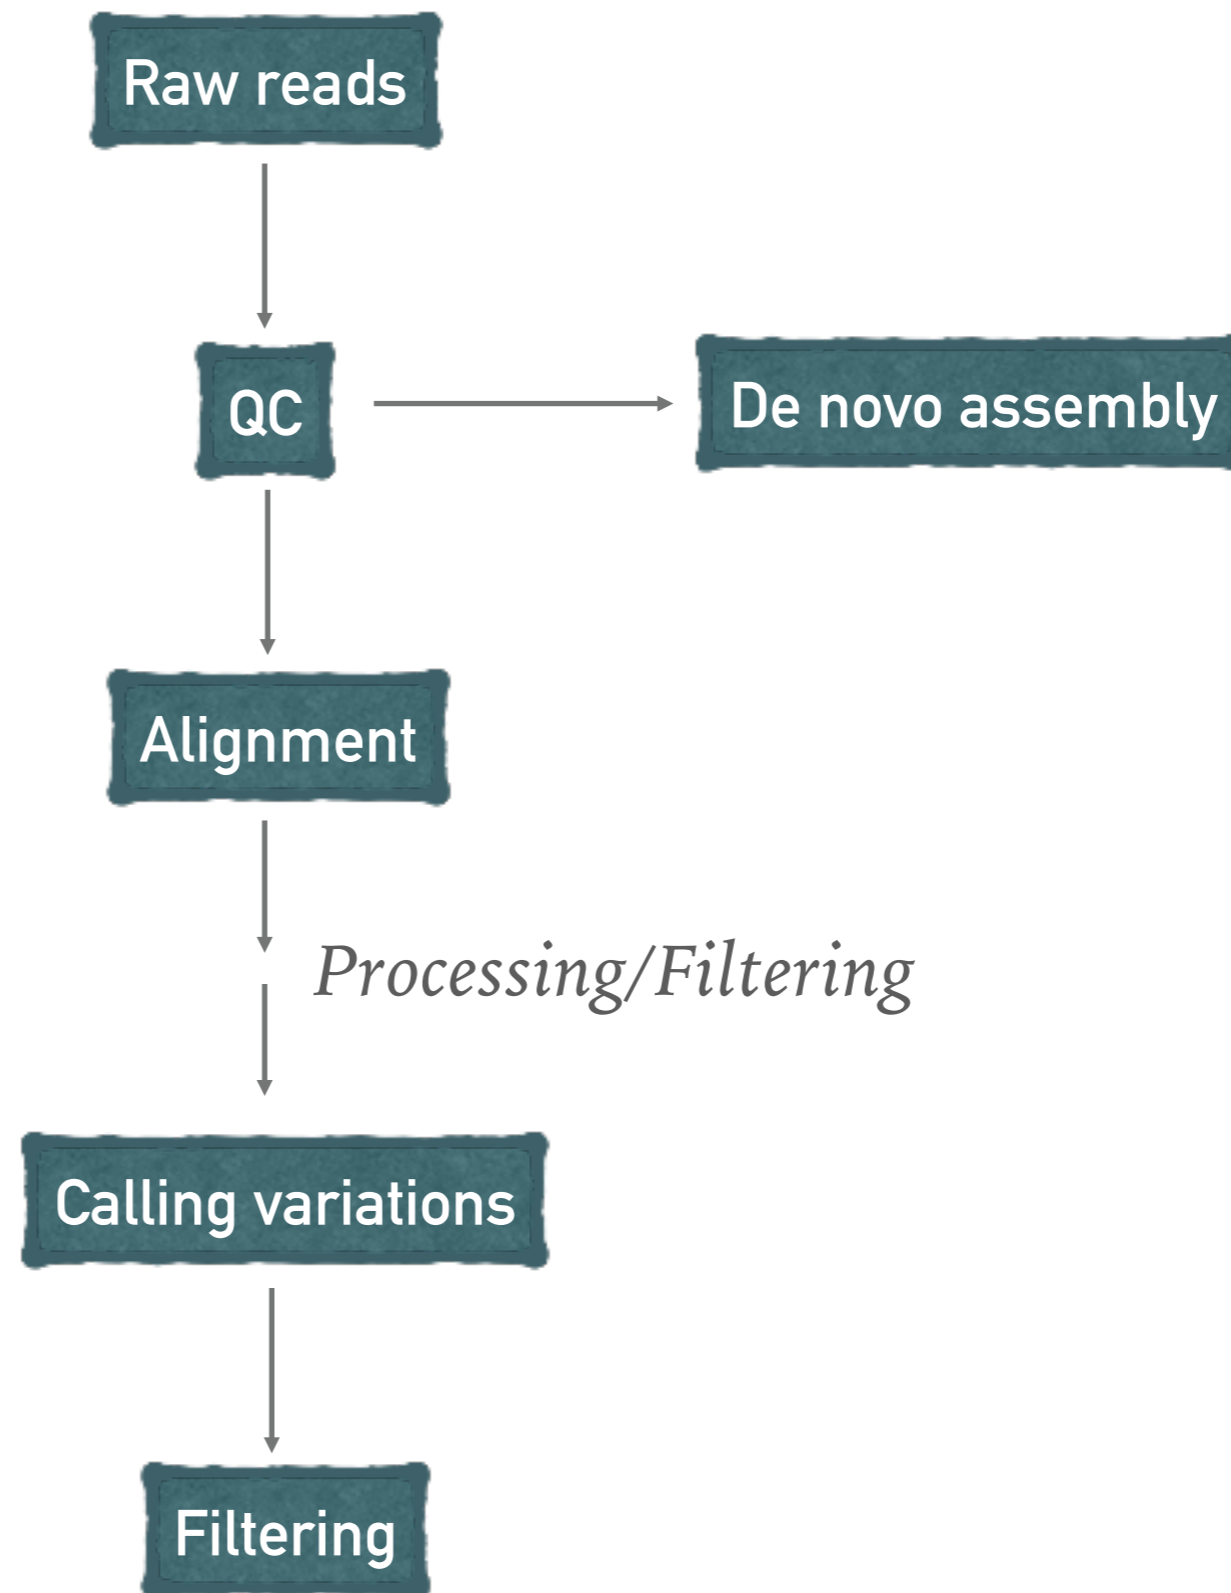 Raw reads
QC
De novo assembly
Alignment
Processing/Filtering
Calling variations
Filtering